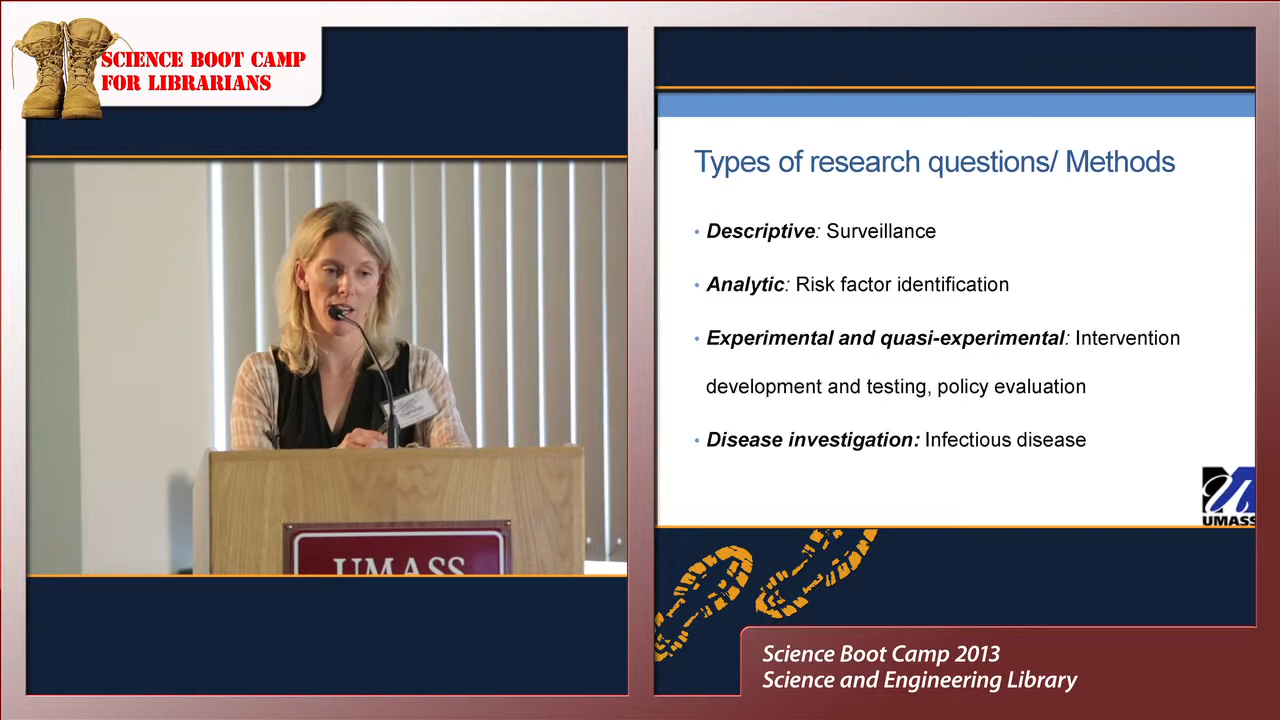 SCIENCE BOOT CAMP
FOR LIBRARIANS
UMASS
Types of research questions/ Methods
• Descriptive: Surveillance
• Analytic: Risk factor identification
• Experimental and quasi-experimental: Intervention
development and testing, policy evaluation
• Disease investigation: Infectious disease
UMASS
Science Boot Camp 2013
Science and Engineering Library